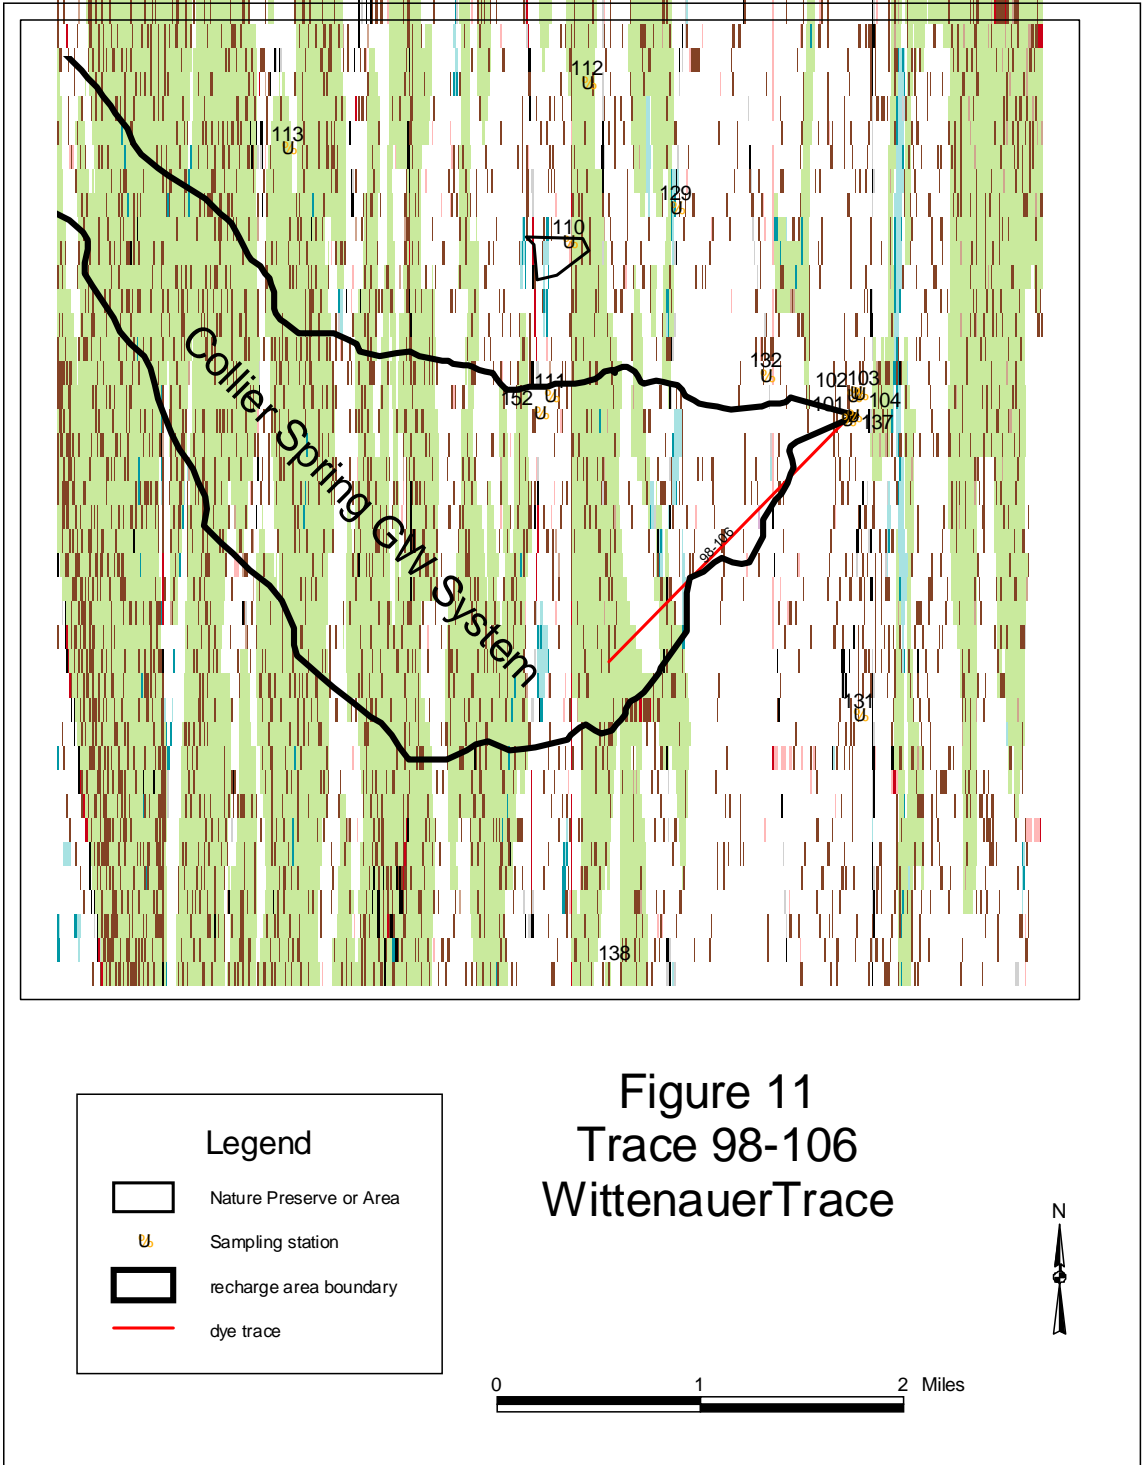 112
113
129
110
132
111
152
102
103
101
104
137
Collier Spring GW System
98-106
131
138
Figure 11
Trace 98-106
WittenauerTrace
Legend
Nature Preserve or Area
U Sampling station
recharge area boundary
dye trace
N
0 1 2 Miles